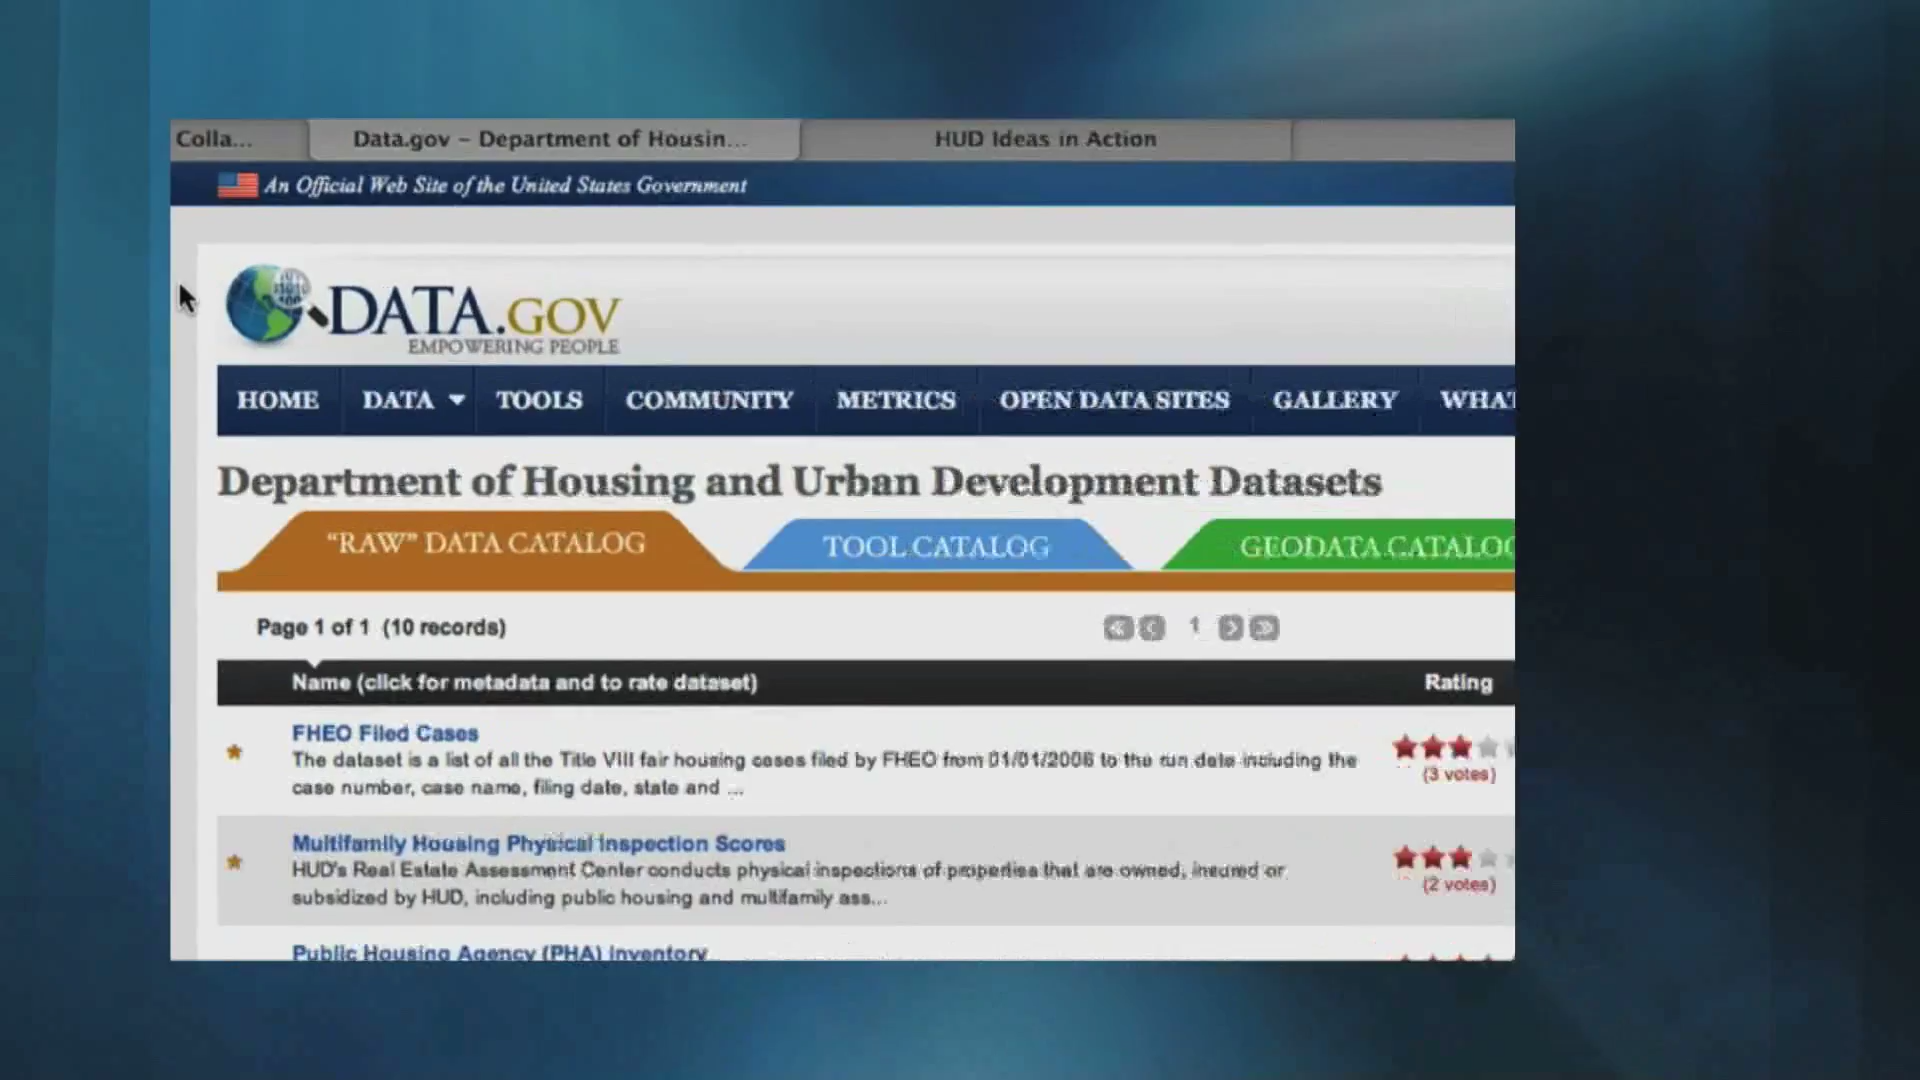 Colla...
Data.gov – Department of Housin...
HUD Ideas in Action
An Official Web Site of the United States Government
DATA.GOV
EMPOWERING PEOPLE
HOME DATA TOOLS COMMUNITY METRICS OPEN DATA SITES GALLERY WHAT
Department of Housing and Urban Development Datasets
"RAW" DATA CATALOG
TOOL CATALOG
GEODATA CATALOG
Page 1 of 1 (10 records)
1
Name (click for metadata and to rate dataset)
Rating
FHEO Filed Cases
The dataset is a list of all the Title VIII fair housing cases filed by FHEO from 01/01/2006 to the run date including the
case number, case name, filing date, state and ...
(3 votes)
Multifamily Housing Physical Inspection Scores
HUD's Real Estate Assessment Center conducts physical inspections of properties that are owned, insured or
subsidized by HUD, including public housing and multifamily ass...
(2 votes)
Public Housing Agency (PHA) Inventory